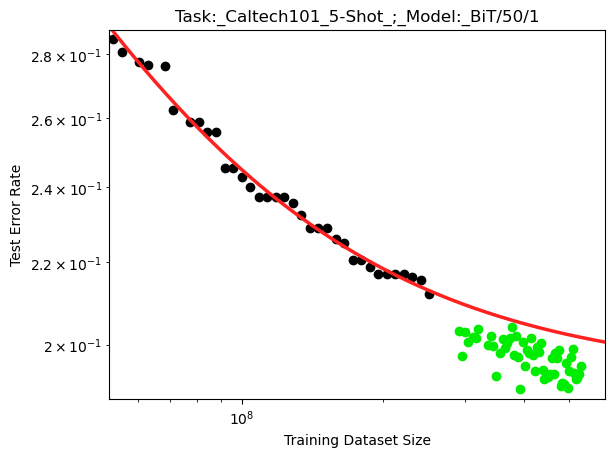 Task:_Caltech101_5-Shot_;_Model:_BiT/50/1
2.8 × 10⁻¹
2.6 × 10⁻¹
2.4 × 10⁻¹
2.2 × 10⁻¹
2 × 10⁻¹
Test Error Rate
10⁸
Training Dataset Size